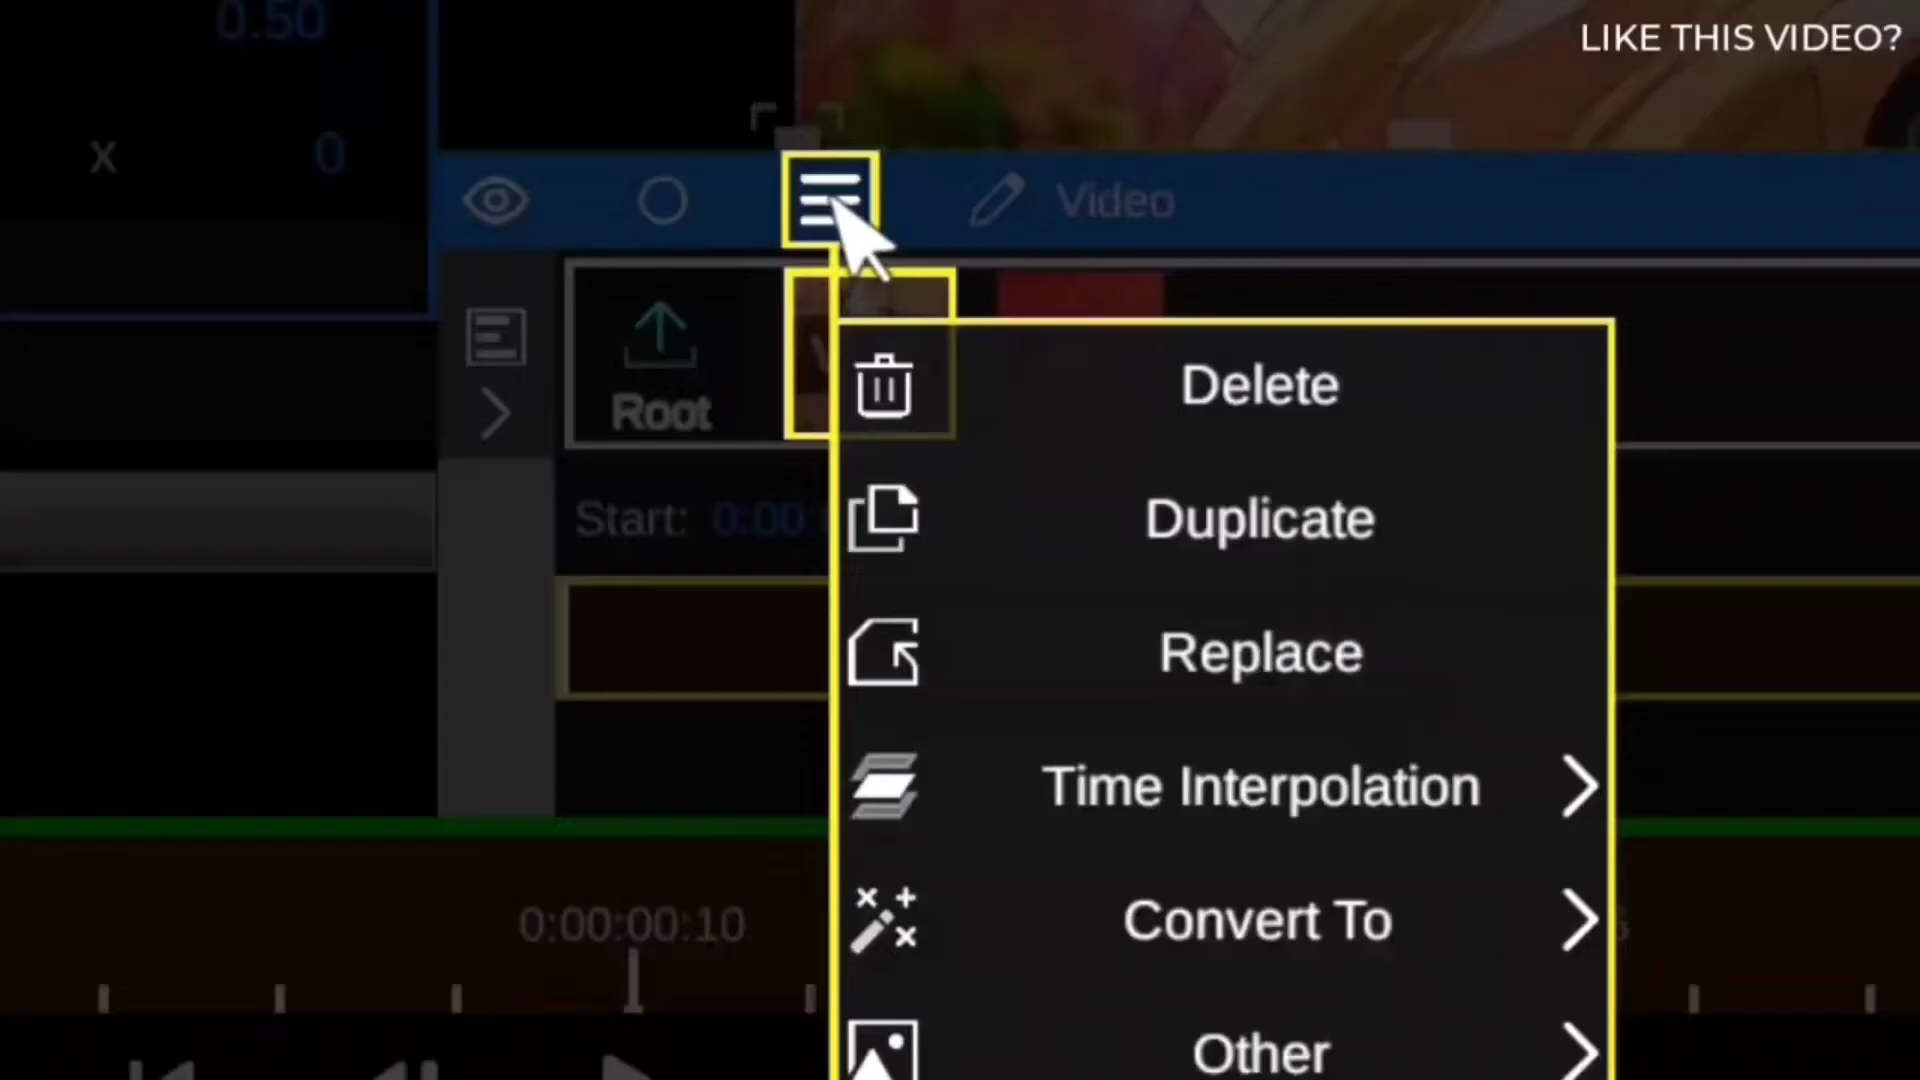 0.50
LIKE THIS VIDEO?
X
0
Video
Root
Delete
Duplicate
Start: 0:00:
Replace
Time Interpolation
0:00:00:10
Convert To
Other